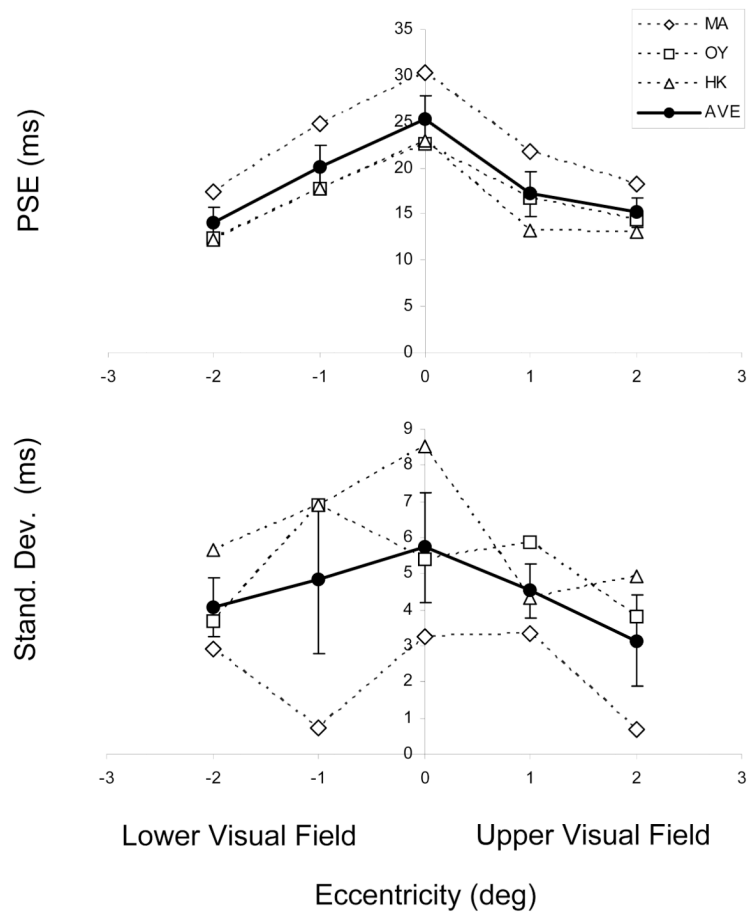 MA
OY
HK
AVE
PSE (ms)
35
30
25
20
15
10
5
0
-3 -2 -1 0 1 2 3
Stand. Dev. (ms)
9
8
7
6
5
4
3
2
1
0
-3 -2 -1 0 1 2 3
Lower Visual Field Upper Visual Field
Eccentricity (deg)